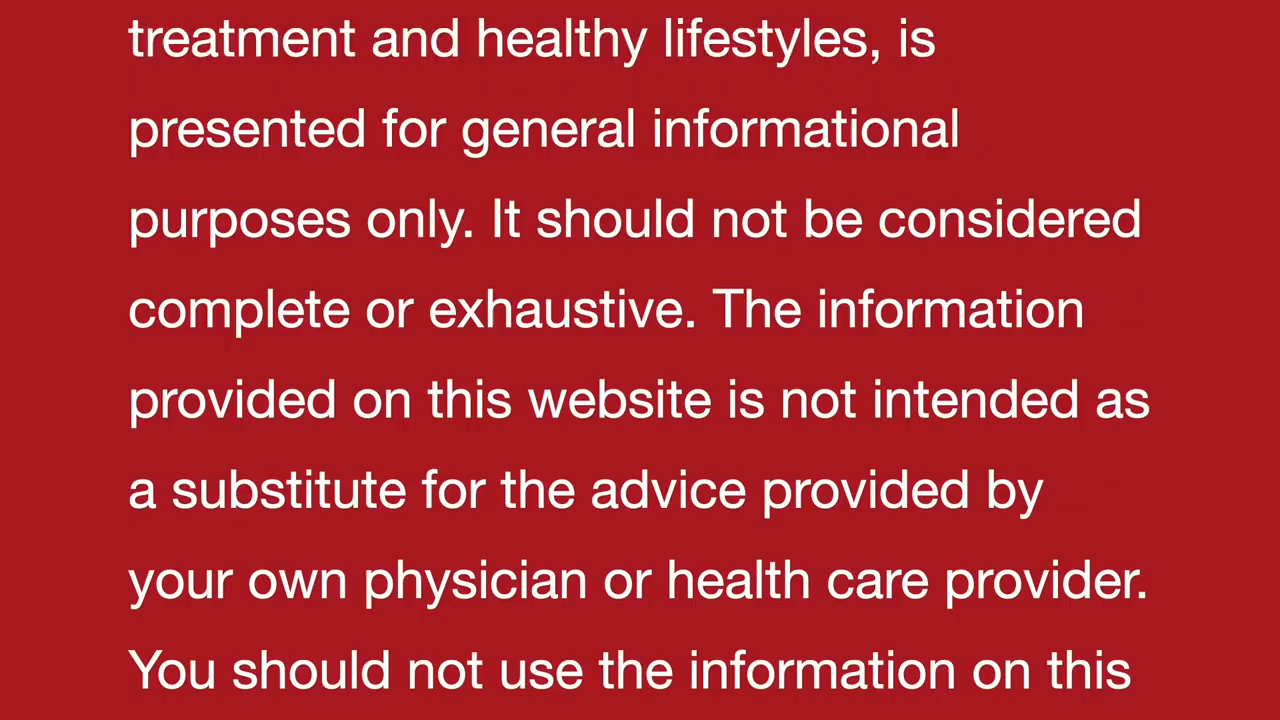 treatment and healthy lifestyles, is
presented for general informational
purposes only. It should not be considered
complete or exhaustive. The information
provided on this website is not intended as
a substitute for the advice provided by
your own physician or health care provider.
You should not use the information on this